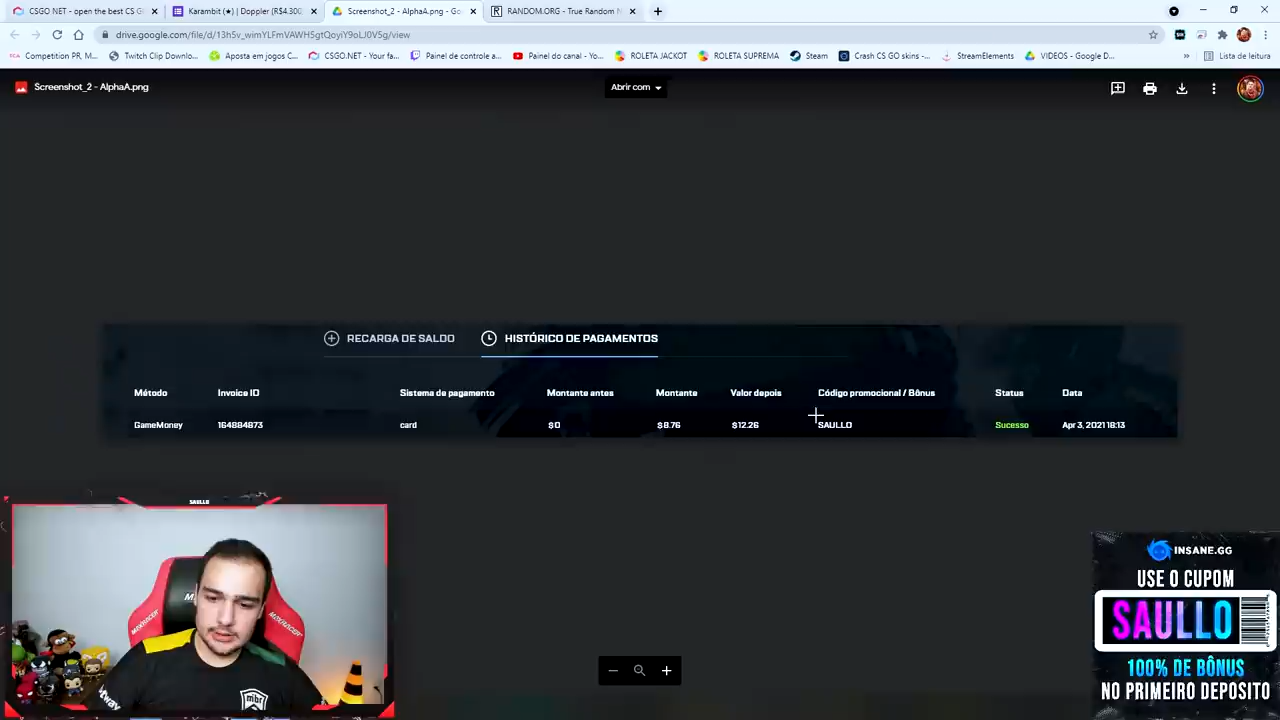 CSGO NET - open the best CS G
Karambit (★) | Doppler (R$4.300
Screenshot_2 - AlphaA.png - Go
RANDOM.ORG - True Random N
drive.google.com/file/d/13h5v_wimYLFmVAWH5gtQoyiY9oLJ0V5g/view
Competition PR, M...
Twitch Clip Downlo...
Aposta em jogos C...
CSGO.NET - Your fa...
Painel de controle d...
Painel do canal - Yo...
ROLETA JACKOT
ROLETA SUPREMA
Steam
Crash CS GO skins -...
StreamElements
VIDEOS - Google D...
»
Lista de leitura
Screenshot_2 - AlphaA.png
Abrir com
RECARGA DE SALDO
HISTÓRICO DE PAGAMENTOS
Método Invoice ID Sistema de pagamento Montante antes Montante Valor depois Código promocional / Bônus Status Data
GameMoney 164884873 card $0 $8.76 $12.26 SAULLO Sucesso Apr 3, 2021 18:13
SAULLO
INSANE.GG
USE O CUPOM
SAULLO
100% DE BÔNUS
NO PRIMEIRO DEPOSITO